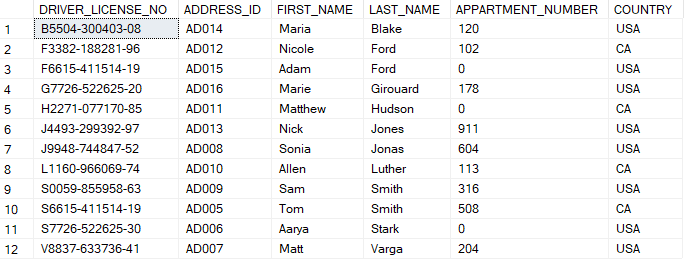 DRIVER_LICENSE_NO ADDRESS_ID FIRST_NAME LAST_NAME APPARTMENT_NUMBER COUNTRY
1 B5504-300403-08 AD014 Maria Blake 120 USA
2 F3382-188281-96 AD012 Nicole Ford 102 CA
3 F6615-411514-19 AD015 Adam Ford 0 USA
4 G7726-522625-20 AD016 Marie Girouard 178 USA
5 H2271-077170-85 AD011 Matthew Hudson 0 CA
6 J4493-299392-97 AD013 Nick Jones 911 USA
7 J9948-744847-52 AD008 Sonia Jonas 604 USA
8 L1160-966069-74 AD010 Allen Luther 113 CA
9 S0059-855958-63 AD009 Sam Smith 316 USA
10 S6615-411514-19 AD005 Tom Smith 508 CA
11 S7726-522625-30 AD006 Aarya Stark 0 USA
12 V8837-633736-41 AD007 Matt Varga 204 USA